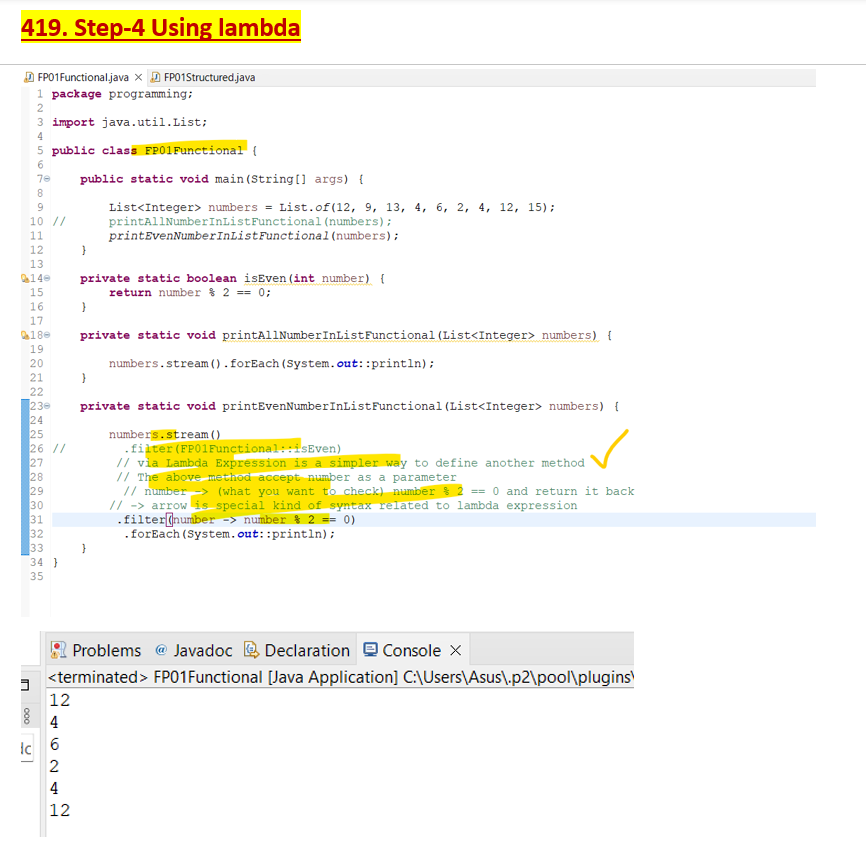 419. Step-4 Using lambda
FP01Functional.java FP01Structured.java
1 package programming;
2
3 import java.util.List;
4
5 public class FP01Functional {
6
7 public static void main(String[] args) {
8
9 List<Integer> numbers = List.of(12, 9, 13, 4, 6, 2, 4, 12, 15);
10 // printAllNumberInListFunctional(numbers);
11 printEvenNumberInListFunctional(numbers);
12 }
13
14 private static boolean isEven(int number) {
15 return number % 2 == 0;
16 }
17
18 private static void printAllNumberInListFunctional(List<Integer> numbers) {
19
20 numbers.stream().forEach(System.out::println);
21 }
22
23 private static void printEvenNumberInListFunctional(List<Integer> numbers) {
24
25 numbers.stream()
26 // .filter(FP01Functional::isEven)
27 // via Lambda Expression is a simpler way to define another method
28 // The above method accept number as a parameter
29 // number -> (what you want to check) number % 2 == 0 and return it back
30 // -> arrow is special kind of syntax related to lambda expression
31 .filter(number -> number % 2 == 0)
32 .forEach(System.out::println);
33 }
34 }
35
Problems @ Javadoc Declaration Console
<terminated> FP01Functional [Java Application] C:\Users\Asus\.p2\pool\plugins\
12
4
6
2
4
12